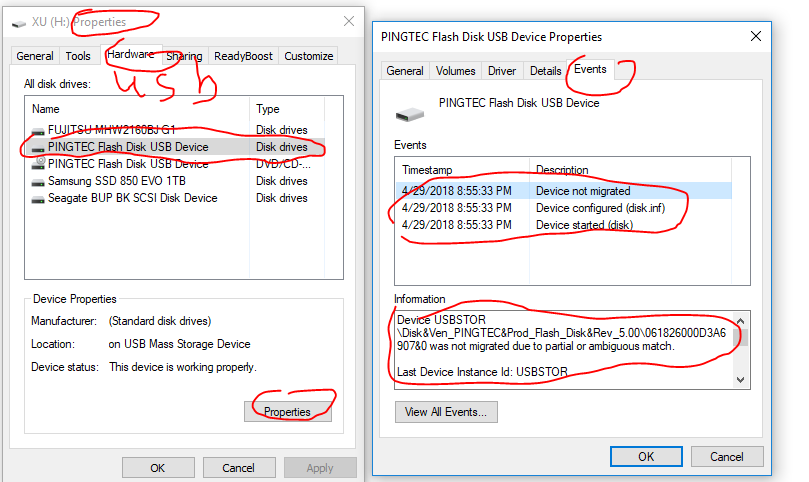 XU (H:) Properties
General Tools Hardware Sharing ReadyBoost Customize
usb
All disk drives:
Name Type
FUJITSU MHW2160BJ G1 Disk drives
PINGTEC Flash Disk USB Device Disk drives
PINGTEC Flash Disk USB Device DVD/CD-...
Samsung SSD 850 EVO 1TB Disk drives
Seagate BUP BK SCSI Disk Device Disk drives
Device Properties
Manufacturer: (Standard disk drives)
Location: on USB Mass Storage Device
Device status: This device is working properly.
Properties
OK Cancel Apply
PINGTEC Flash Disk USB Device Properties
General Volumes Driver Details Events
PINGTEC Flash Disk USB Device
Events
Timestamp Description
4/29/2018 8:55:33 PM Device not migrated
4/29/2018 8:55:33 PM Device configured (disk.inf)
4/29/2018 8:55:33 PM Device started (disk)
Information
Device USBSTOR
\Disk&Ven_PINGTEC&Prod_Flash_Disk&Rev_5.00\061826000D3A6
907&0 was not migrated due to partial or ambiguous match.
Last Device Instance Id: USBSTOR
View All Events...
OK Cancel